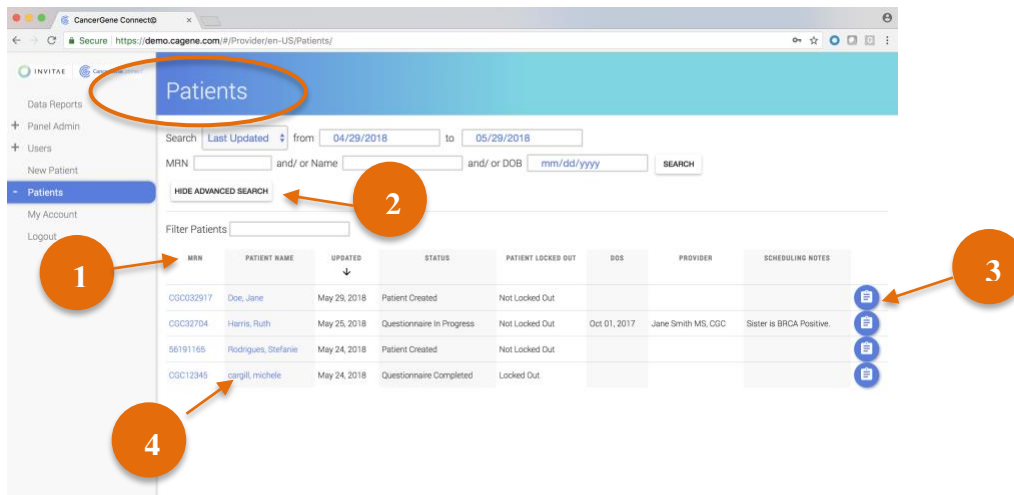 CancerGene Connect®
Secure https://demo.cagene.com/#/Provider/en-US/Patients/
INVITAE
Data Reports
+ Panel Admin
+ Users
New Patient
- Patients
My Account
Logout
Patients
Search Last Updated from 04/29/2018 to 05/29/2018
MRN and/ or Name and/ or DOB mm/dd/yyyy SEARCH
HIDE ADVANCED SEARCH
2
Filter Patients
1
3
MRN PATIENT NAME UPDATED STATUS PATIENT LOCKED OUT DOS PROVIDER SCHEDULING NOTES
CGC032917 Doe, Jane May 29, 2018 Patient Created Not Locked Out
CGC32704 Harris, Ruth May 25, 2018 Questionnaire In Progress Not Locked Out Oct 01, 2017 Jane Smith MS, CGC Sister is BRCA Positive.
56191165 Rodrigues, Stefanie May 24, 2018 Patient Created Not Locked Out
CGC12345 cargill, michele May 24, 2018 Questionnaire Completed Locked Out
4